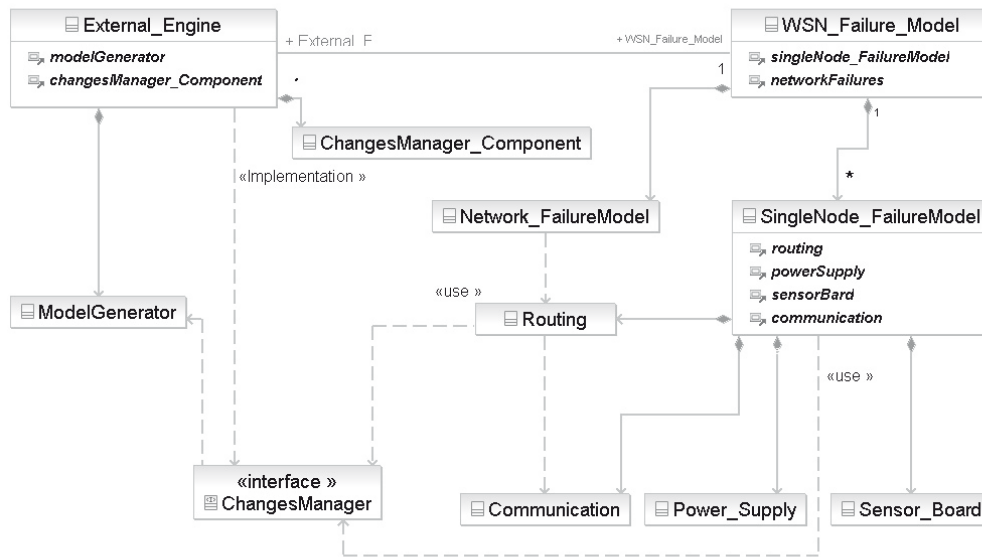 External_Engine
modelGenerator
changesManager_Component
+ External_E
+ WSN_Failure_Model
WSN_Failure_Model
singleNode_FailureModel
networkFailures
1
1
ChangesManager_Component
«Implementation »
*
Network_FailureModel
SingleNode_FailureModel
routing
powerSupply
sensorBard
communication
«use »
ModelGenerator
Routing
«use »
«interface »
ChangesManager
Communication
Power_Supply
Sensor_Board